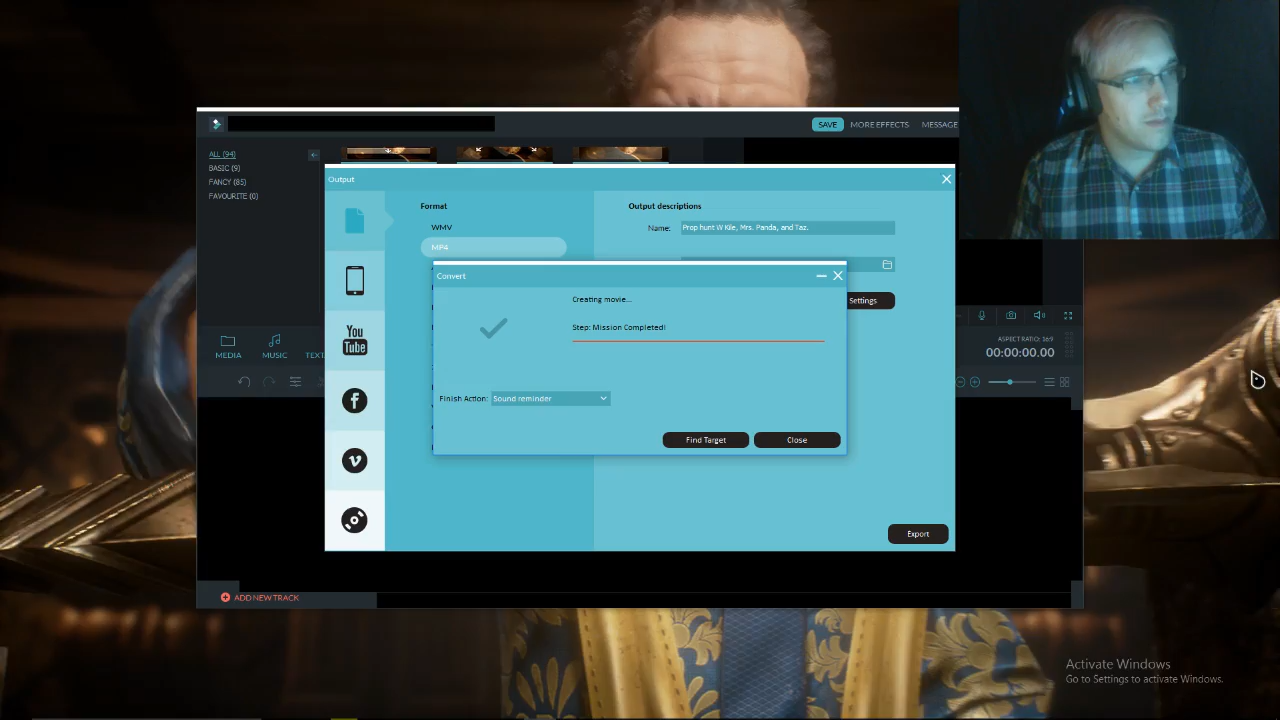 SAVE MORE EFFECTS MESSAGE
ALL (94)
BASIC (9)
FANCY (85)
FAVOURITE (0)
Output
Format
WMV
MP4
Output descriptions
Name: Prop hunt W Kile, Mrs. Panda, and Taz.
Settings
Convert
Creating movie...
Step: Mission Completed!
Finish Action: Sound reminder
Find Target
Close
You
Tube
Export
MEDIA
MUSIC
TEXT
ASPECT RATIO: 16:9
00:00:00.00
ADD NEW TRACK
Activate Windows
Go to Settings to activate Windows.